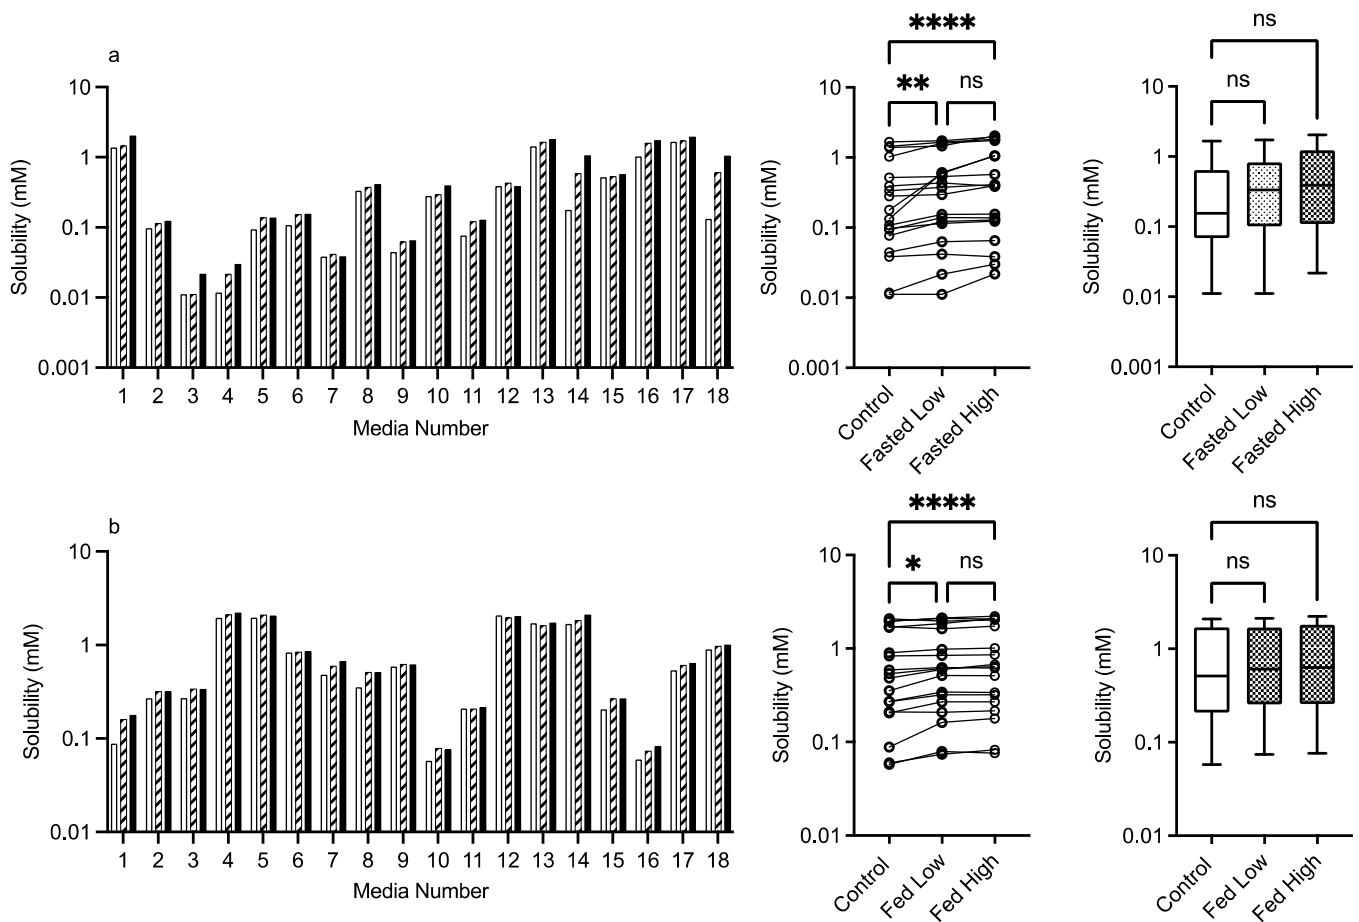 a
Solubility (mM)
10
1
0.1
0.01
0.001
1 2 3 4 5 6 7 8 9 10 11 12 13 14 15 16 17 18
Media Number
****
** ns
Solubility (mM)
10
1
0.1
0.01
0.001
Control
Fasted Low
Fasted High
ns
ns
Solubility (mM)
10
1
0.1
0.01
0.001
Control
Fasted Low
Fasted High
b
Solubility (mM)
10
1
0.1
0.01
1 2 3 4 5 6 7 8 9 10 11 12 13 14 15 16 17 18
Media Number
****
* ns
Solubility (mM)
10
1
0.1
0.01
Control
Fed Low
Fed High
ns
ns
Solubility (mM)
10
1
0.1
0.01
Control
Fed Low
Fed High